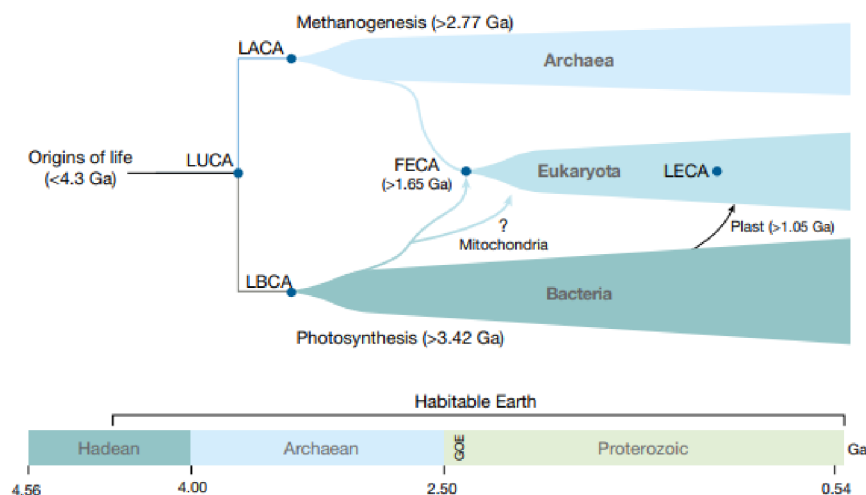 Methanogenesis (>2.77 Ga)
LACA
Archaea
Origins of life
(<4.3 Ga)
LUCA
FECA
(>1.65 Ga)
Eukaryota
LECA
?
Mitochondria
Plast (>1.05 Ga)
LBCA
Bacteria
Photosynthesis (>3.42 Ga)
Habitable Earth
Hadean
Archaean
GOE
Proterozoic
Ga
4.56
4.00
2.50
0.54